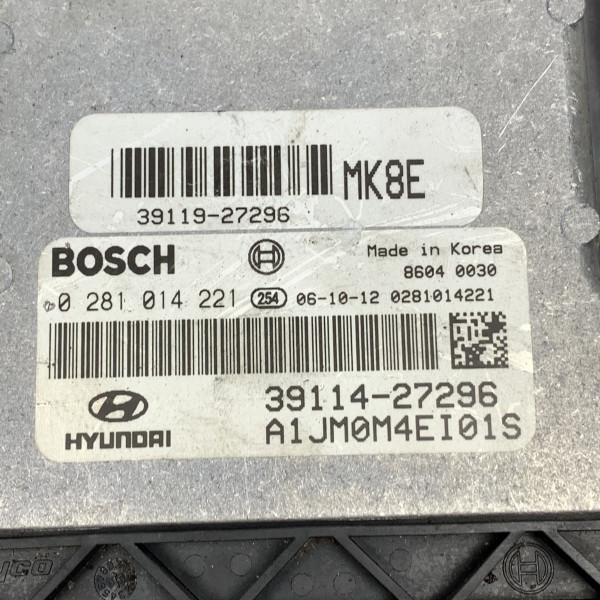 MK8E
39119-27296
BOSCH
Made in Korea
8604 0030
0 281 014 221 254 06-10-12 0281014221
39114-27296
HYUNDAI
A1JM0M4EI01S